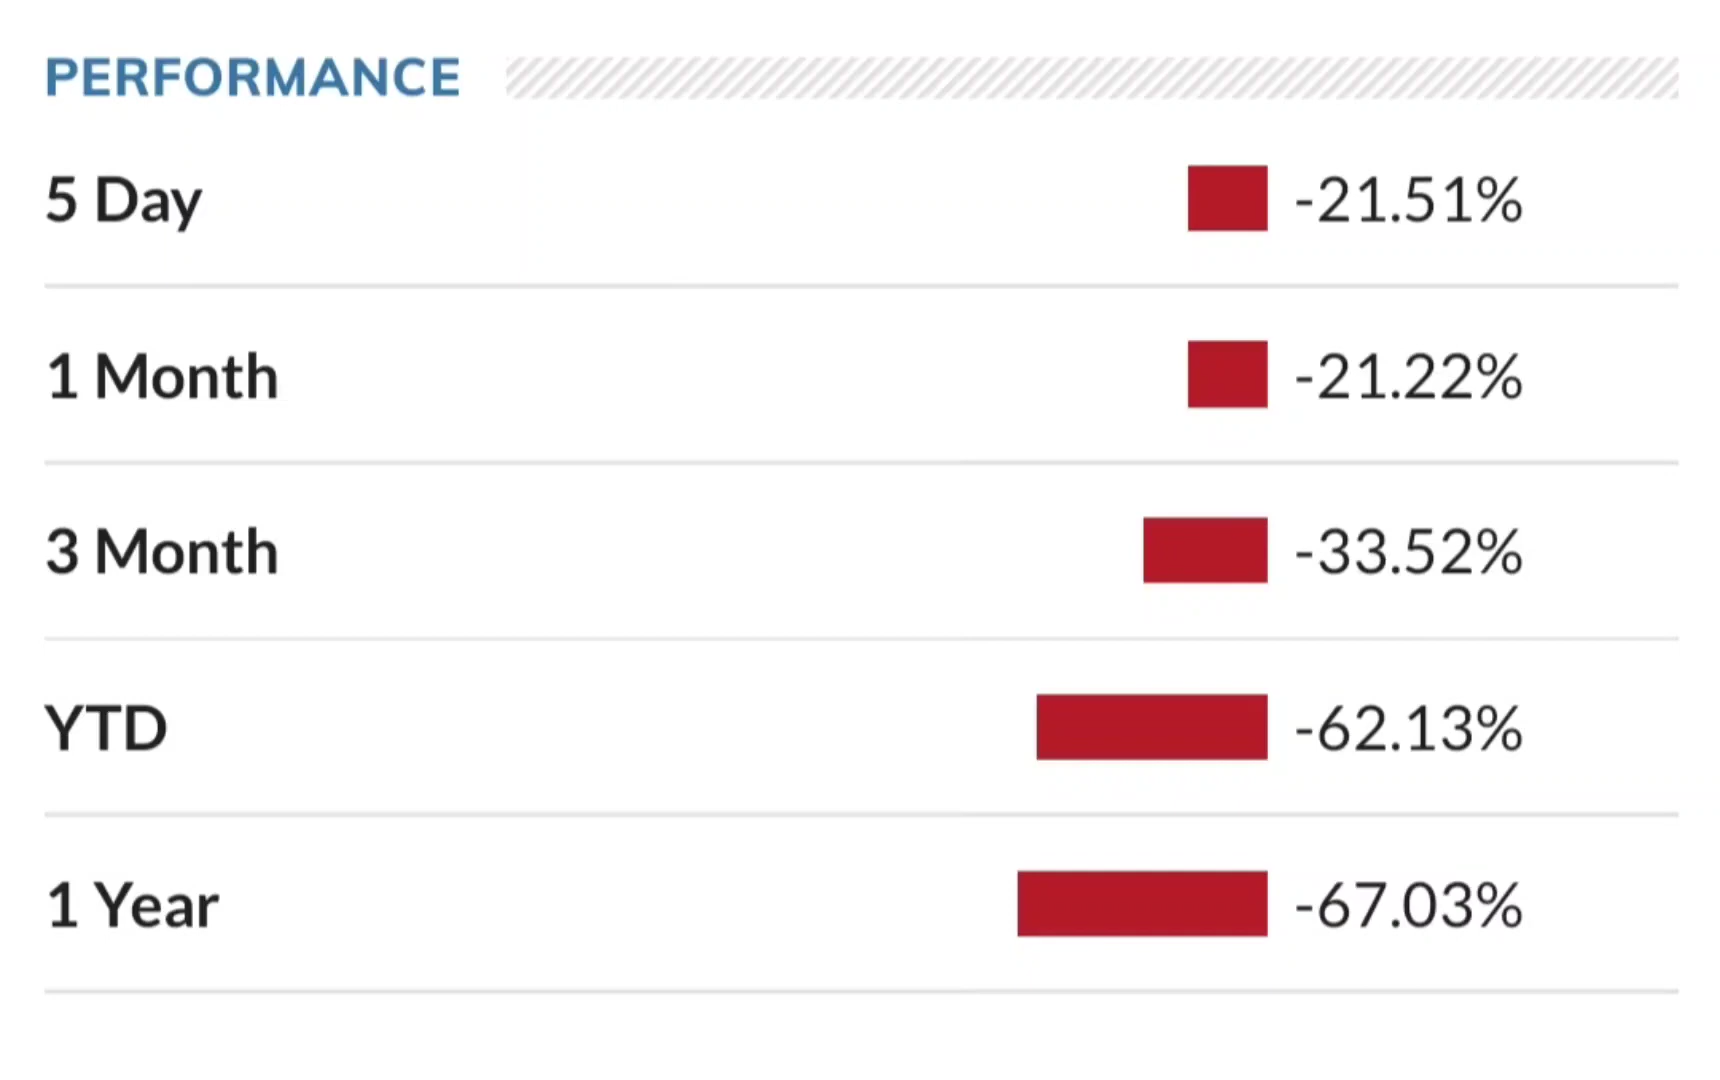 PERFORMANCE
5 Day -21.51%
1 Month -21.22%
3 Month -33.52%
YTD -62.13%
1 Year -67.03%